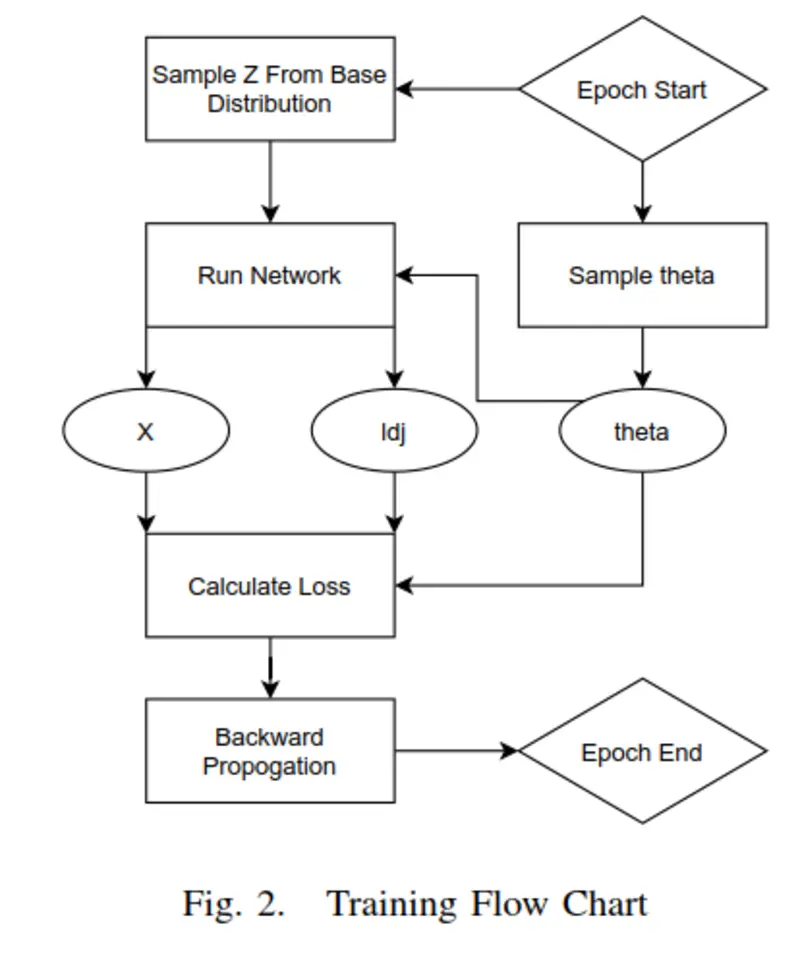 Sample Z From Base
Distribution
Epoch Start
Run Network
Sample theta
X
ldj
theta
Calculate Loss
Backward
Propogation
Epoch End
Fig. 2. Training Flow Chart